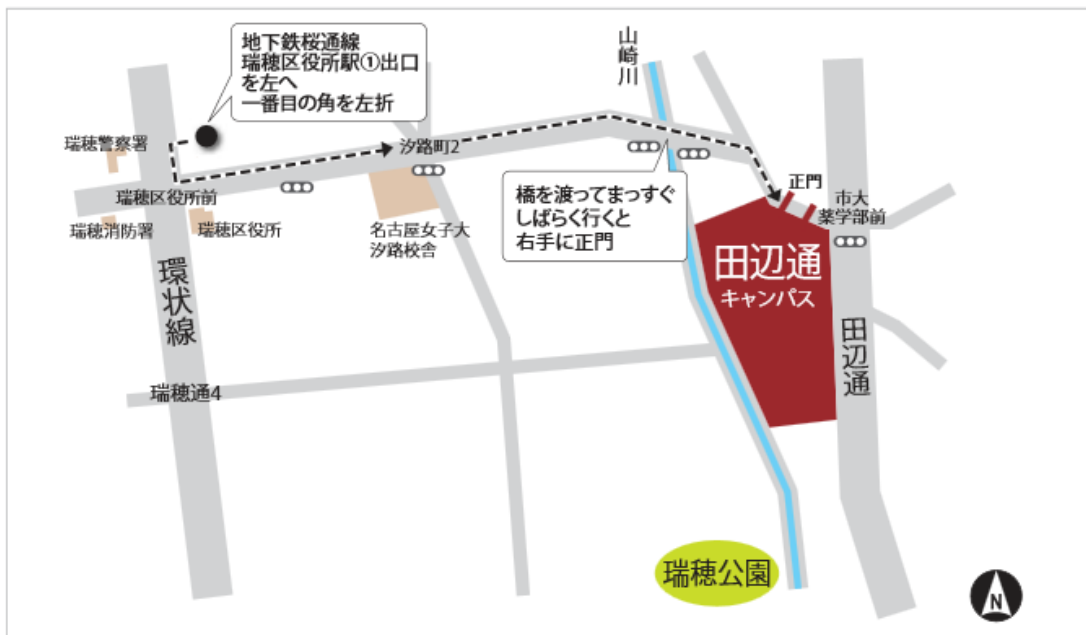 地下鉄桜通線
瑞穂区役所駅①出口
を左へ
一番目の角を左折
山崎川
瑞穂警察署
汐路町2
瑞穂区役所前
橋を渡ってまっすぐ
しばらく行くと
右手に正門
正門
市大
薬学部前
瑞穂消防署
瑞穂区役所
名古屋女子大
汐路校舎
田辺通
キャンパス
環状線
田辺通
瑞穂通4
瑞穂公園
N